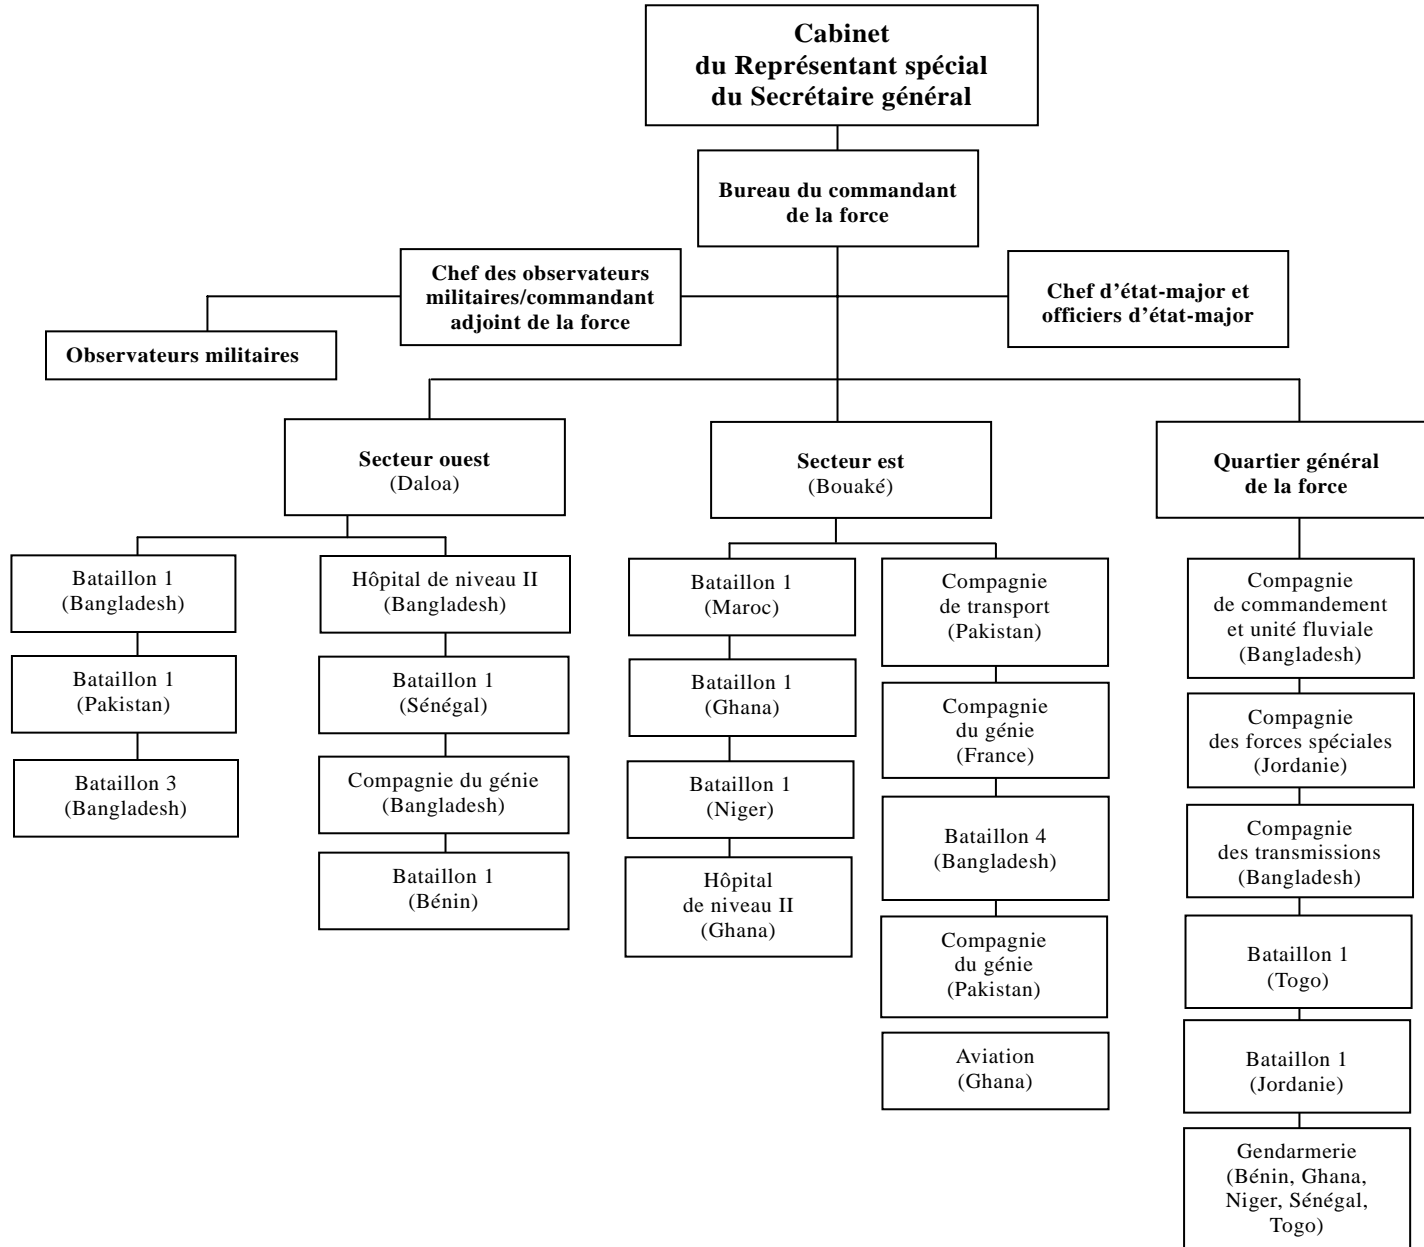 Cabinet
du Représentant spécial
du Secrétaire général
Bureau du commandant
de la force
Chef des observateurs
militaires/commandant
adjoint de la force
Chef d'état-major et
officiers d'état-major
Observateurs militaires
Secteur ouest
(Daloa)
Secteur est
(Bouaké)
Quartier général
de la force
Bataillon 1
(Bangladesh)
Bataillon 1
(Pakistan)
Bataillon 3
(Bangladesh)
Hôpital de niveau II
(Bangladesh)
Bataillon 1
(Sénégal)
Compagnie du génie
(Bangladesh)
Bataillon 1
(Bénin)
Bataillon 1
(Maroc)
Bataillon 1
(Ghana)
Bataillon 1
(Niger)
Hôpital
de niveau II
(Ghana)
Compagnie
de transport
(Pakistan)
Compagnie
du génie
(France)
Bataillon 4
(Bangladesh)
Compagnie
du génie
(Pakistan)
Aviation
(Ghana)
Compagnie
de commandement
et unité fluviale
(Bangladesh)
Compagnie
des forces spéciales
(Jordanie)
Compagnie
des transmissions
(Bangladesh)
Bataillon 1
(Togo)
Bataillon 1
(Jordanie)
Gendarmerie
(Bénin, Ghana,
Niger, Sénégal,
Togo)